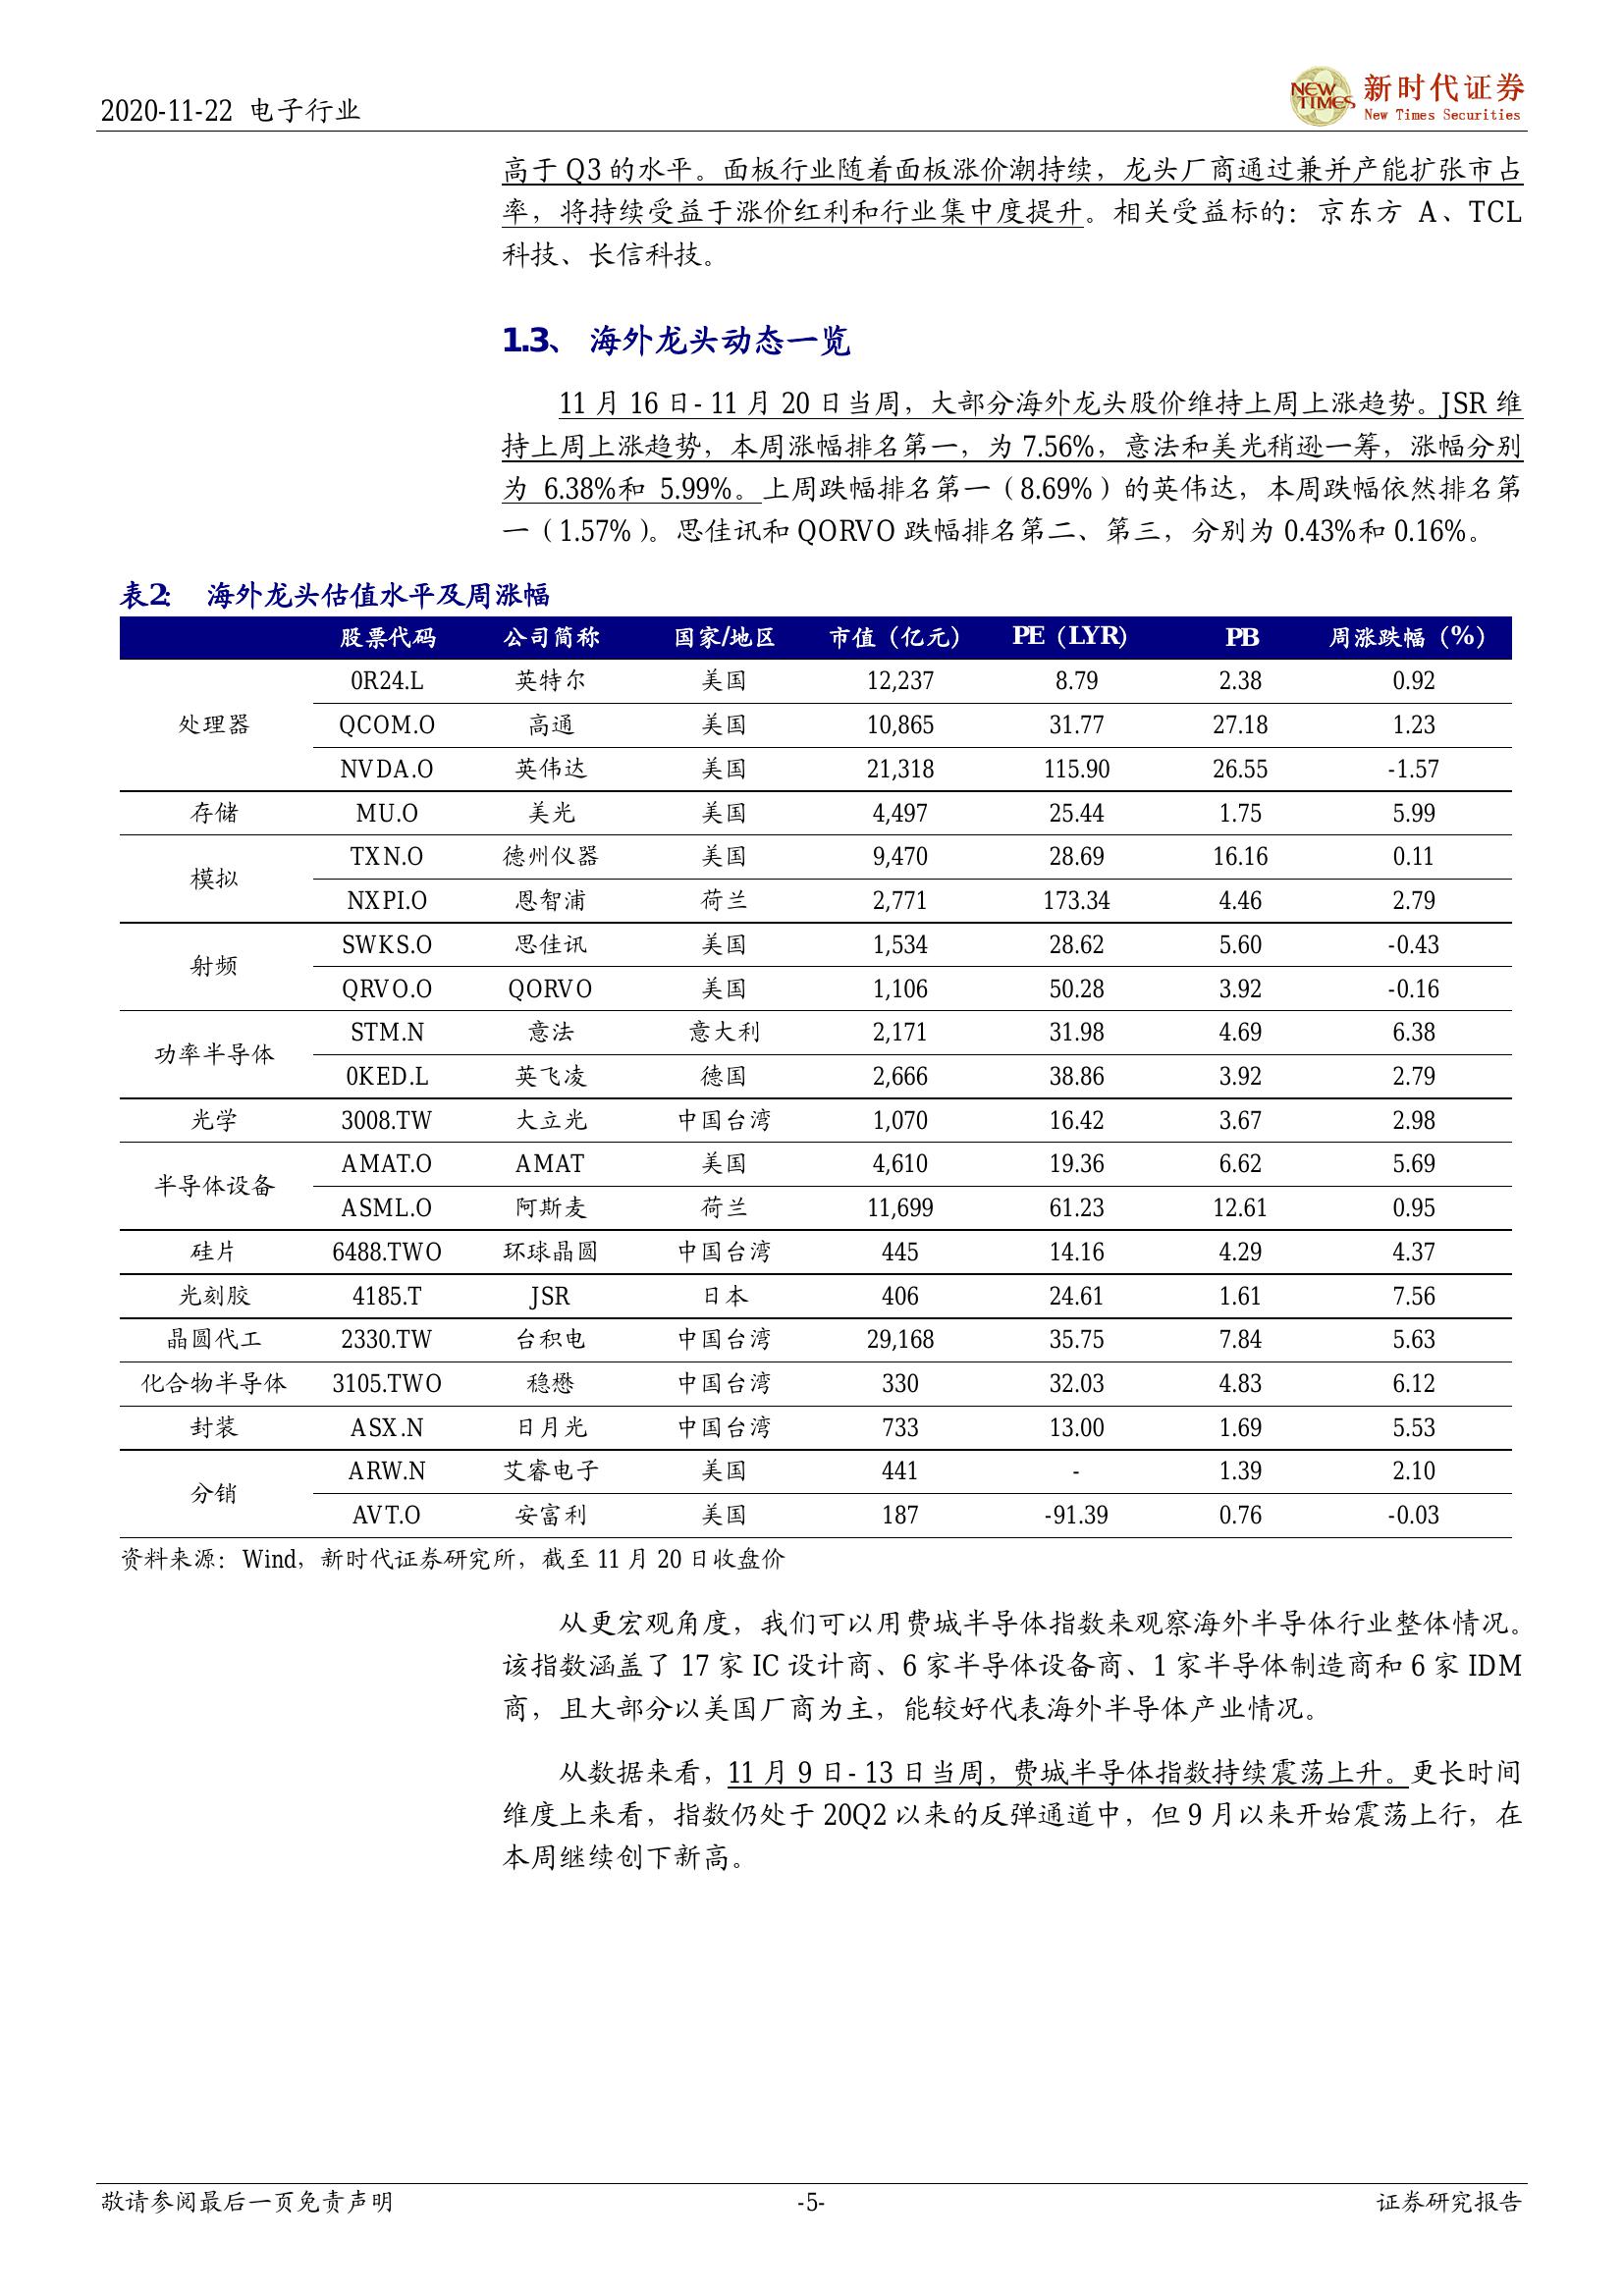 2020-11-22 电子行业
NEW TIMES 新时代证券
New Times Securities
高于 Q3 的水平。面板行业随着面板涨价潮持续，龙头厂商通过兼并产能扩张市占
率，将持续受益于涨价红利和行业集中度提升。相关受益标的：京东方 A、TCL
科技、长信科技。
1.3、 海外龙头动态一览
11 月 16 日- 11 月 20 日当周，大部分海外龙头股价维持上周上涨趋势。JSR 维
持上周上涨趋势，本周涨幅排名第一，为 7.56%，意法和美光稍逊一筹，涨幅分别
为 6.38%和 5.99%。上周跌幅排名第一（8.69%）的英伟达，本周跌幅依然排名第
一（1.57%）。思佳讯和 QORVO 跌幅排名第二、第三，分别为 0.43%和 0.16%。
表2： 海外龙头估值水平及周涨幅
股票代码 公司简称 国家/地区 市值（亿元） PE（LYR） PB 周涨跌幅（%）
处理器 0R24.L 英特尔 美国 12,237 8.79 2.38 0.92
QCOM.O 高通 美国 10,865 31.77 27.18 1.23
NVDA.O 英伟达 美国 21,318 115.90 26.55 -1.57
存储 MU.O 美光 美国 4,497 25.44 1.75 5.99
模拟 TXN.O 德州仪器 美国 9,470 28.69 16.16 0.11
NXPI.O 恩智浦 荷兰 2,771 173.34 4.46 2.79
射频 SWKS.O 思佳讯 美国 1,534 28.62 5.60 -0.43
QRVO.O QORVO 美国 1,106 50.28 3.92 -0.16
功率半导体 STM.N 意法 意大利 2,171 31.98 4.69 6.38
0KED.L 英飞凌 德国 2,666 38.86 3.92 2.79
光学 3008.TW 大立光 中国台湾 1,070 16.42 3.67 2.98
半导体设备 AMAT.O AMAT 美国 4,610 19.36 6.62 5.69
ASML.O 阿斯麦 荷兰 11,699 61.23 12.61 0.95
硅片 6488.TWO 环球晶圆 中国台湾 445 14.16 4.29 4.37
光刻胶 4185.T JSR 日本 406 24.61 1.61 7.56
晶圆代工 2330.TW 台积电 中国台湾 29,168 35.75 7.84 5.63
化合物半导体 3105.TWO 稳懋 中国台湾 330 32.03 4.83 6.12
封装 ASX.N 日月光 中国台湾 733 13.00 1.69 5.53
分销 ARW.N 艾睿电子 美国 441 - 1.39 2.10
AVT.O 安富利 美国 187 -91.39 0.76 -0.03
资料来源：Wind，新时代证券研究所，截至 11 月 20 日收盘价
从更宏观角度，我们可以用费城半导体指数来观察海外半导体行业整体情况。
该指数涵盖了 17 家 IC 设计商、6 家半导体设备商、1 家半导体制造商和 6 家 IDM
商，且大部分以美国厂商为主，能较好代表海外半导体产业情况。
从数据来看，11 月 9 日- 13 日当周，费城半导体指数持续震荡上升。更长时间
维度上来看，指数仍处于 20Q2 以来的反弹通道中，但 9 月以来开始震荡上行，在
本周继续创下新高。
敬请参阅最后一页免责声明 -5- 证券研究报告